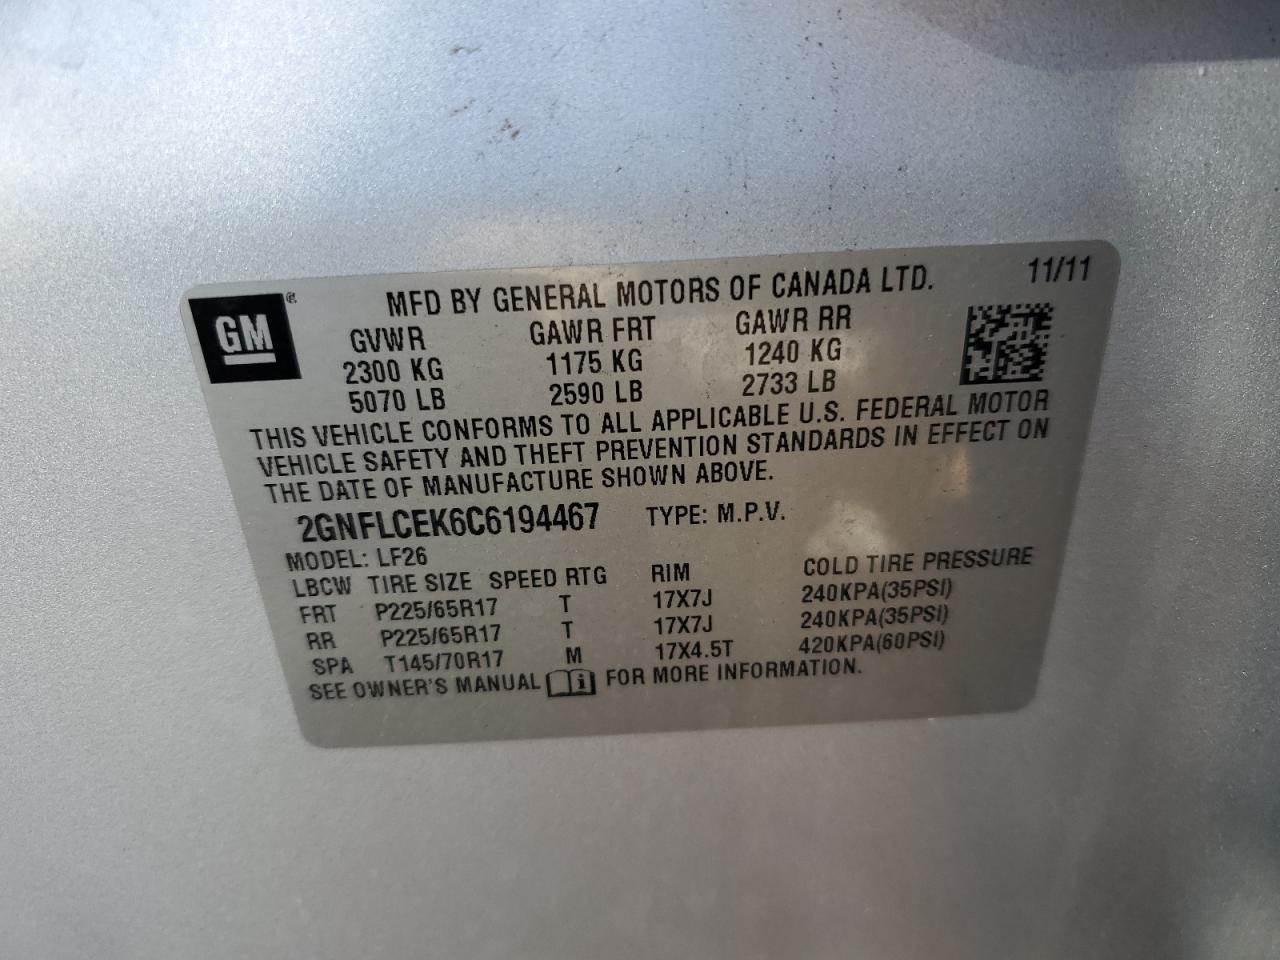 GM ® MFD BY GENERAL MOTORS OF CANADA LTD. 11/11
GVWR GAWR FRT GAWR RR
2300 KG 1175 KG 1240 KG
5070 LB 2590 LB 2733 LB
THIS VEHICLE CONFORMS TO ALL APPLICABLE U.S. FEDERAL MOTOR
VEHICLE SAFETY AND THEFT PREVENTION STANDARDS IN EFFECT ON
THE DATE OF MANUFACTURE SHOWN ABOVE.
2GNFLCEK6C6194467 TYPE: M.P.V.
MODEL: LF26
LBCW TIRE SIZE SPEED RTG RIM COLD TIRE PRESSURE
FRT P225/65R17 T 17X7J 240KPA(35PSI)
RR P225/65R17 T 17X7J 240KPA(35PSI)
SPA T145/70R17 M 17X4.5T 420KPA(60PSI)
SEE OWNER'S MANUAL i FOR MORE INFORMATION.